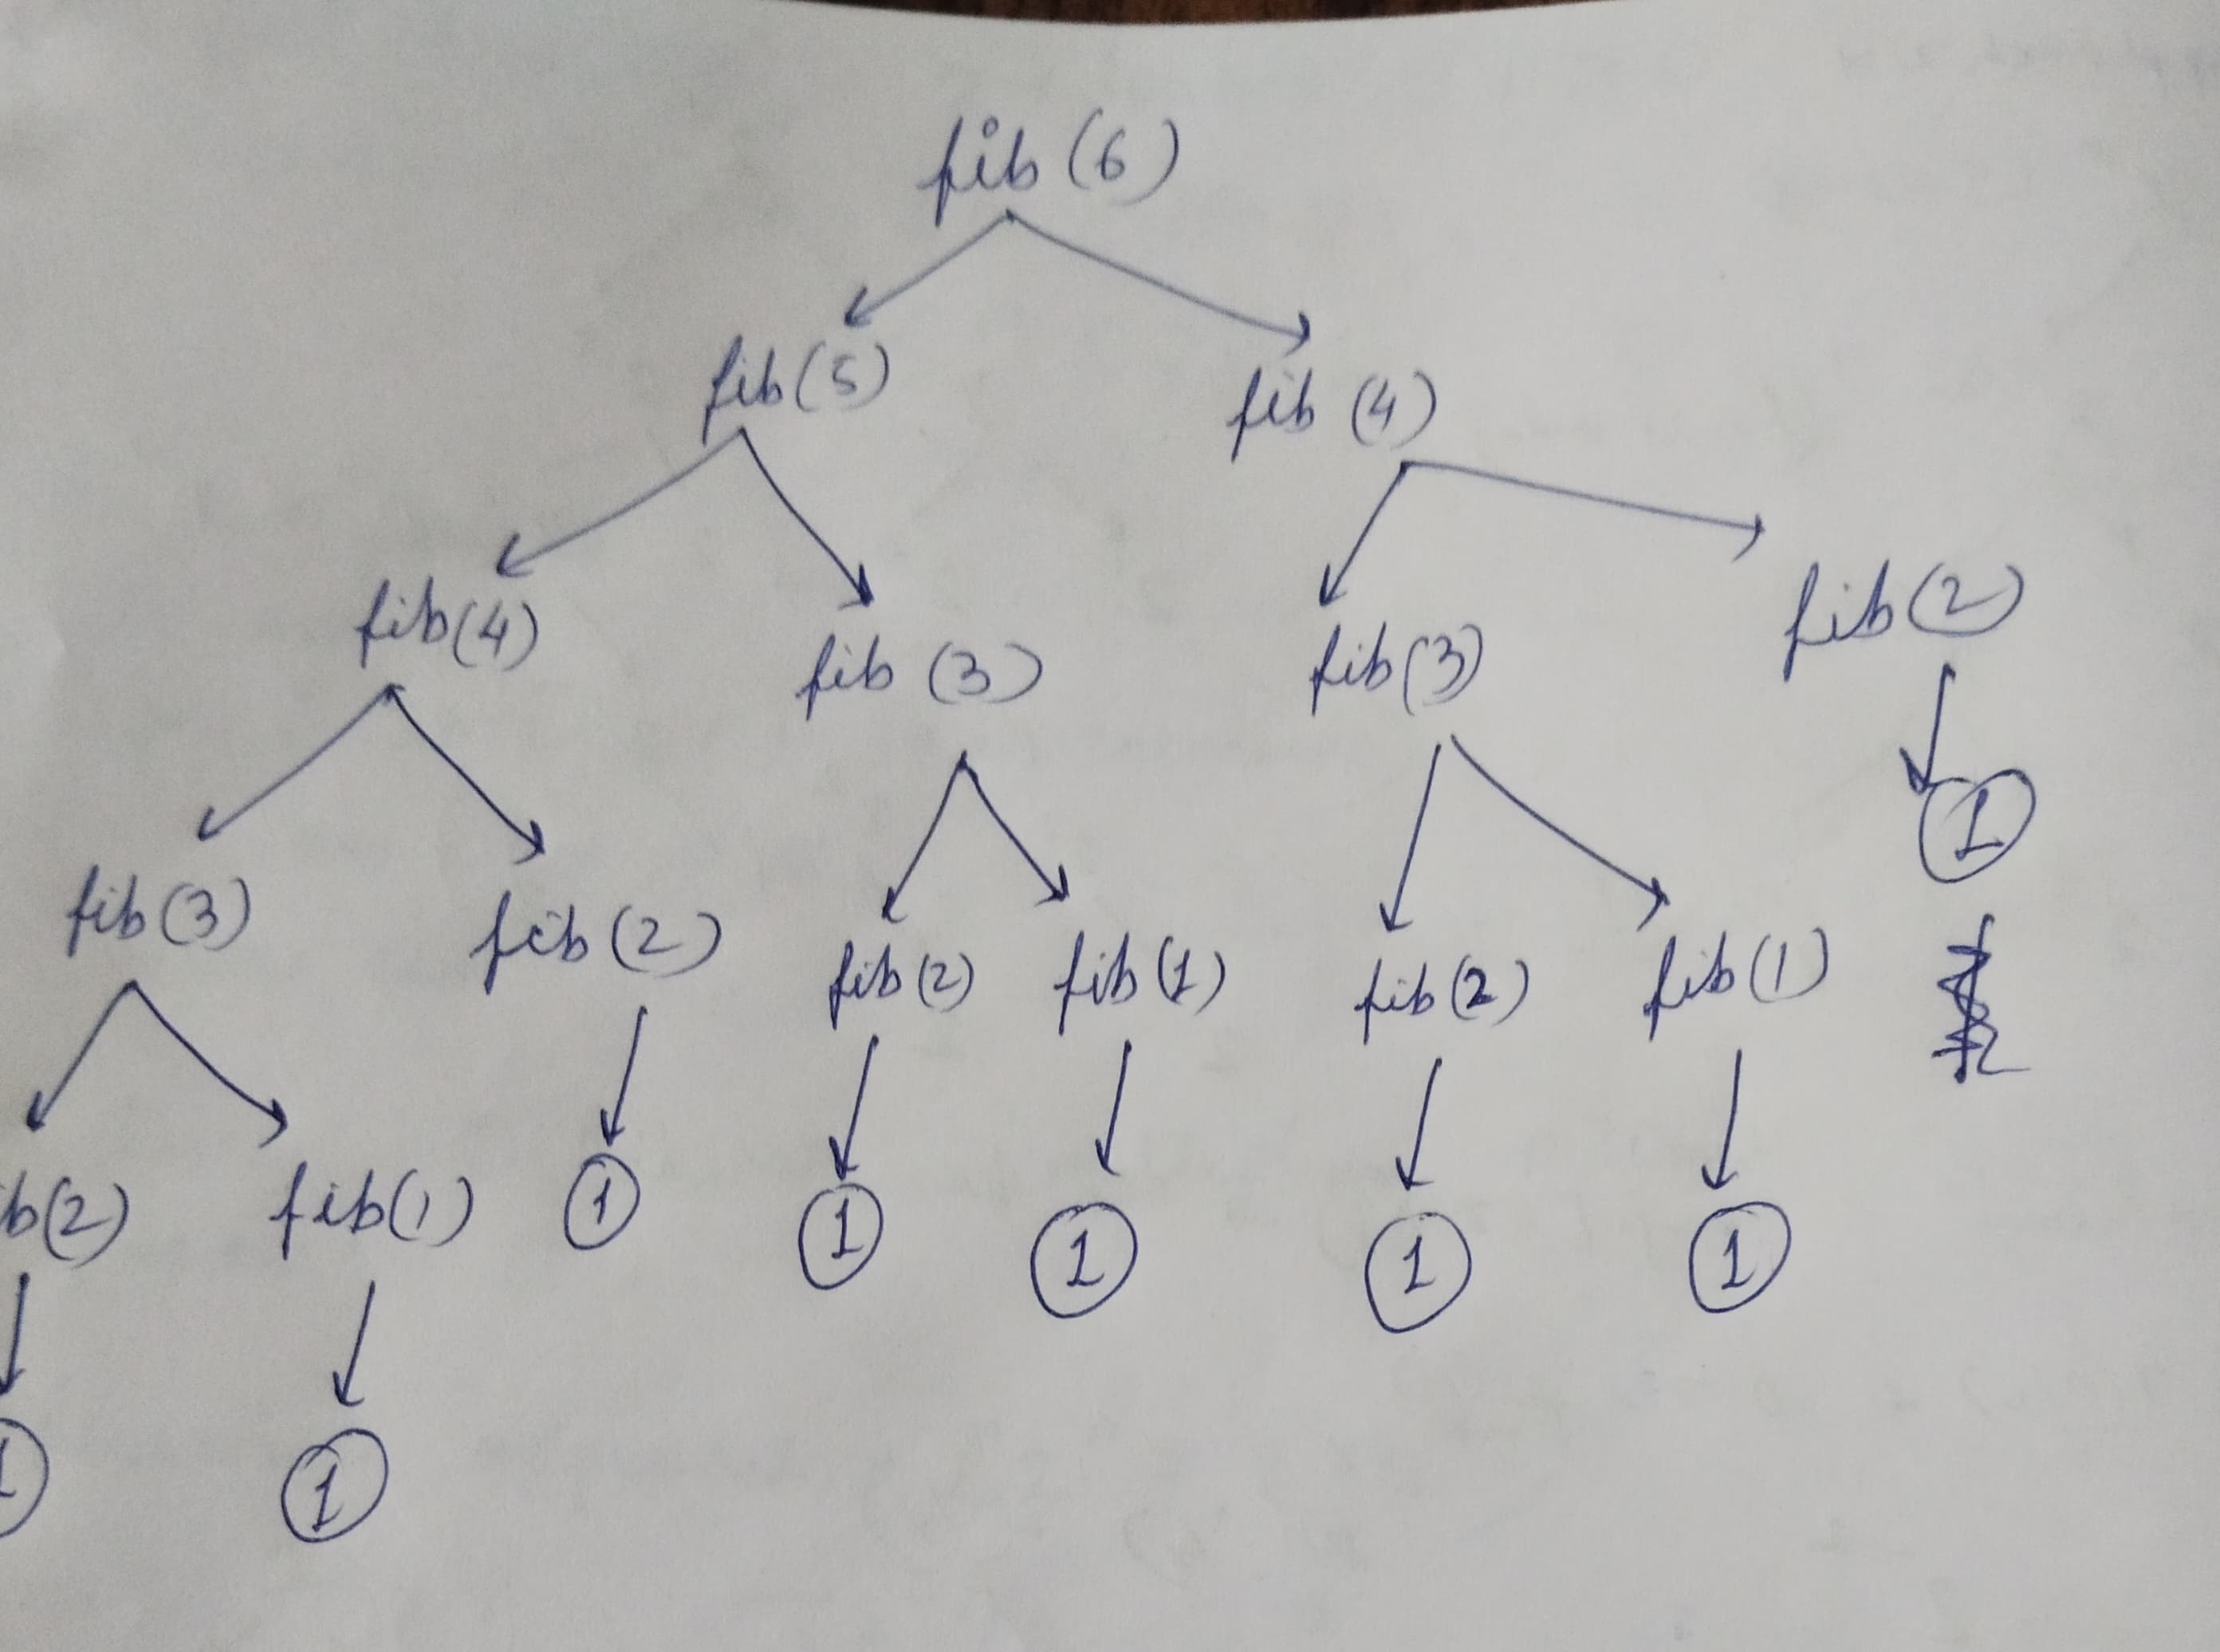 fib(6)
fib(5) fib(4)
fib(4) fib(3) fib(3) fib(2)
1
fib(3) fib(2) fib(2) fib(1) fib(2) fib(1)
b(2) fib(1) 1 1 1 1 1
1 1